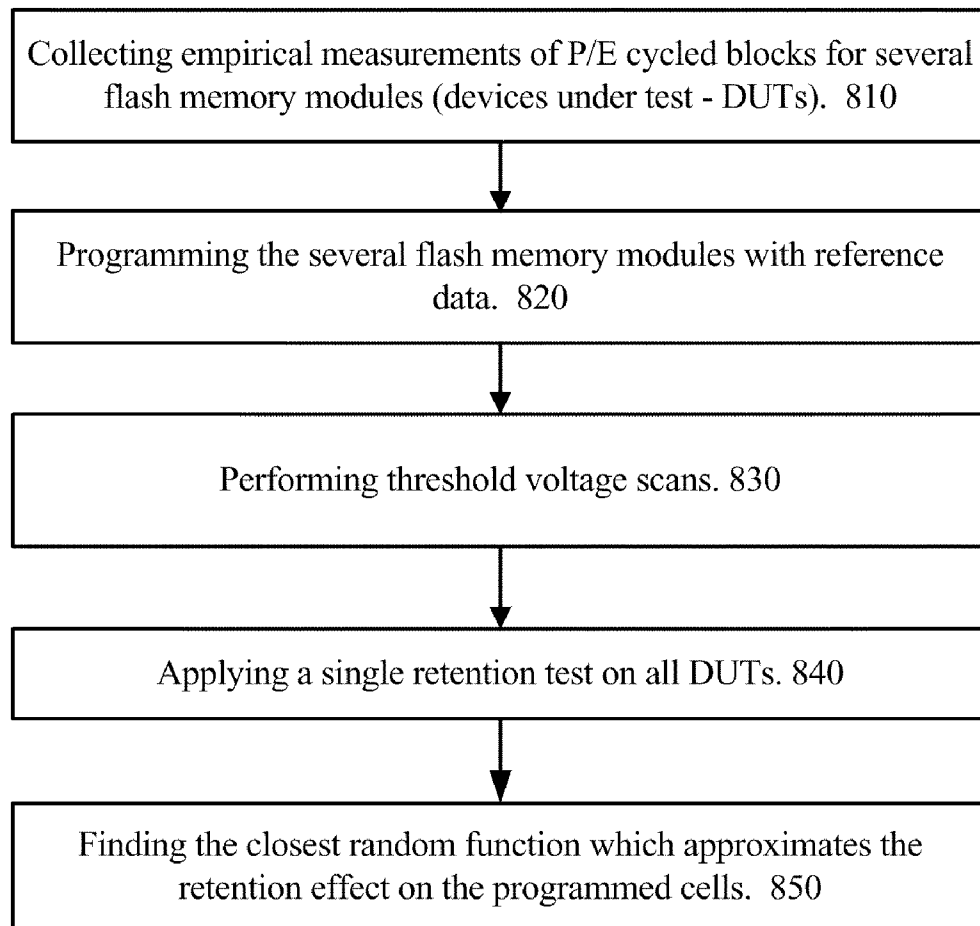 Collecting empirical measurements of P/E cycled blocks for several
flash memory modules (devices under test - DUTs). 810
Programming the several flash memory modules with reference
data. 820
Performing threshold voltage scans. 830
Applying a single retention test on all DUTs. 840
Finding the closest random function which approximates the
retention effect on the programmed cells. 850